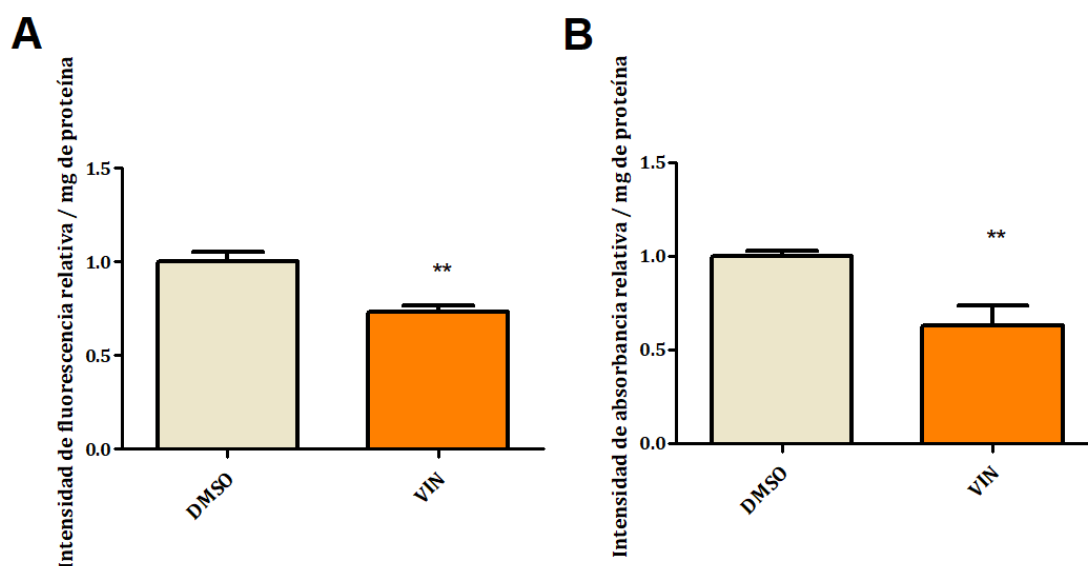 A
Intensidad de fluorescencia relativa / mg de proteína
1.5
1.0
0.5
0.0
**
DMSO
VIN
B
Intensidad de absorbancia relativa / mg de proteína
1.5
1.0
0.5
0.0
**
DMSO
VIN